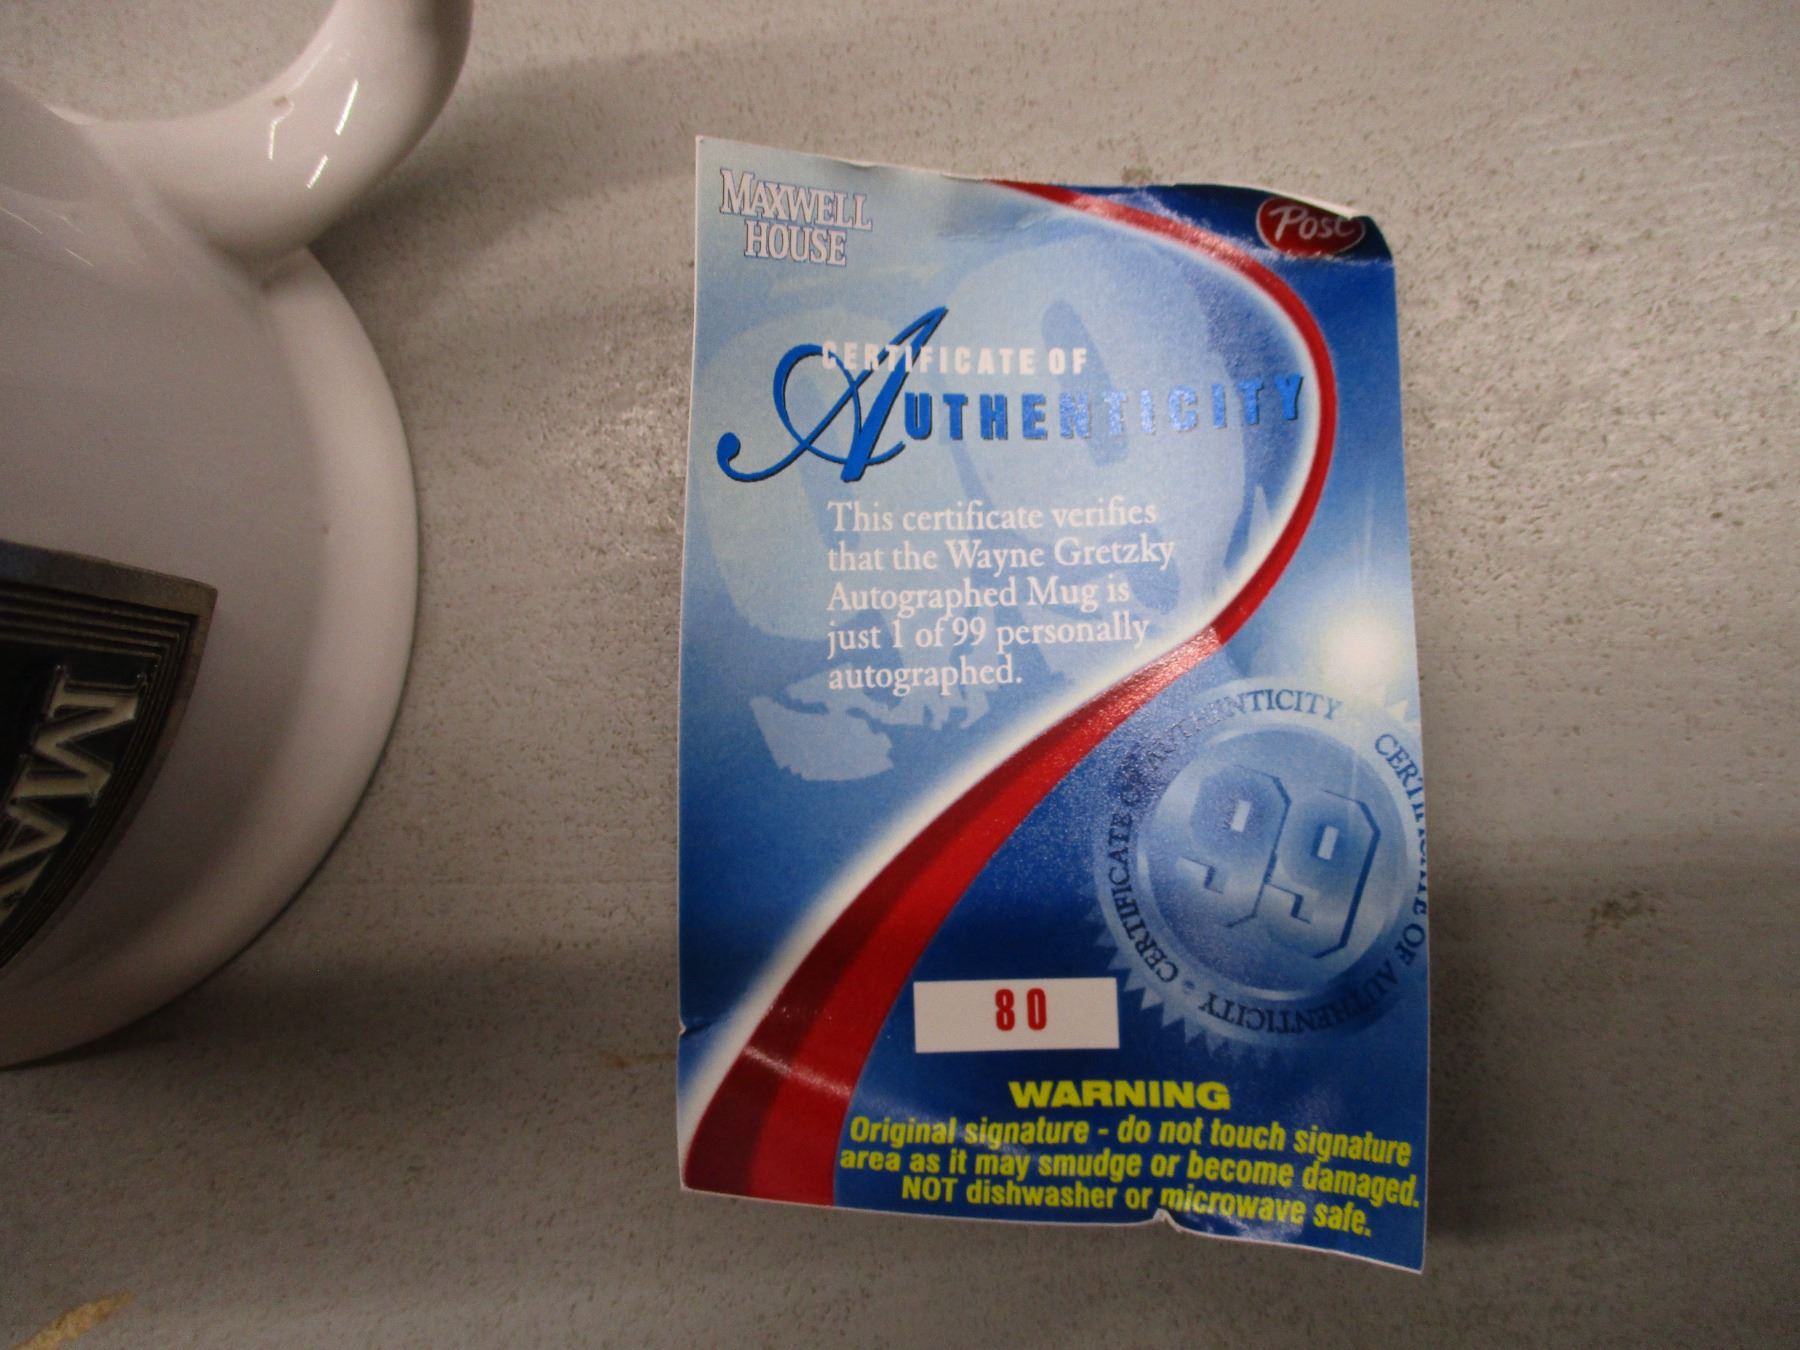 MAXWELL
HOUSE
Post
CERTIFICATE OF
AUTHENTICITY
This certificate verifies
that the Wayne Gretzky
Autographed Mug is
just 1 of 99 personally
autographed.
CERTIFICATE OF AUTHENTICITY
99
CERTIFICATE OF AUTHENTICITY
80
WARNING
Original signature - do not touch signature
area as it may smudge or become damaged.
NOT dishwasher or microwave safe.